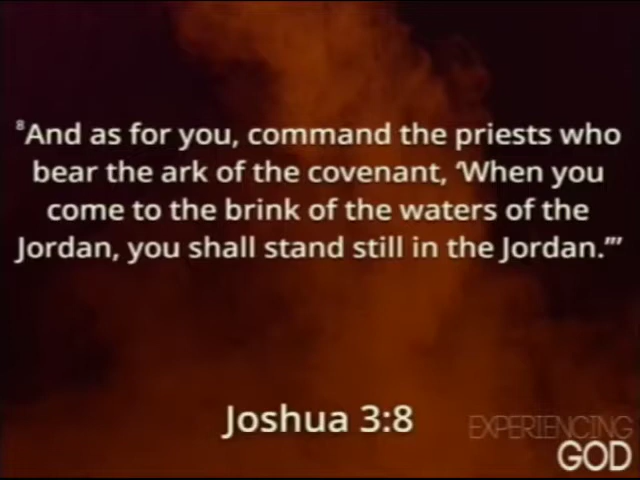 ⁸And as for you, command the priests who
bear the ark of the covenant, ‘When you
come to the brink of the waters of the
Jordan, you shall stand still in the Jordan.’”
Joshua 3:8
EXPERIENCING
GOD